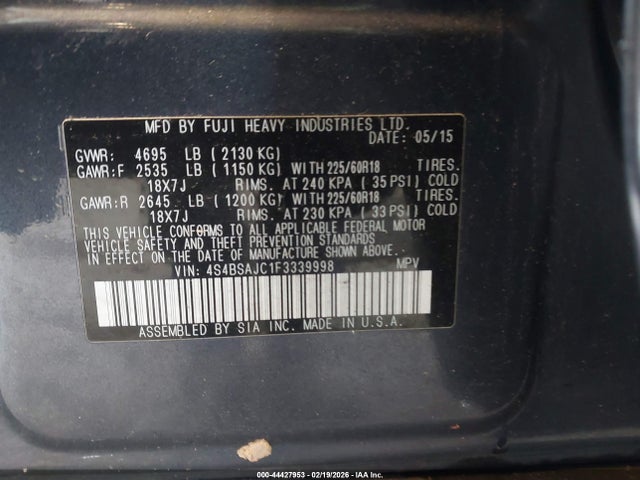 MFD BY FUJI HEAVY INDUSTRIES LTD.
DATE: 05/15
GVWR: 4695 LB ( 2130 KG)
GAWR:F 2535 LB ( 1150 KG) WITH 225/60R18 TIRES.
18X7J RIMS. AT 240 KPA ( 35 PSI) COLD
GAWR:R 2645 LB ( 1200 KG) WITH 225/60R18 TIRES.
18X7J RIMS. AT 230 KPA ( 33 PSI) COLD
THIS VEHICLE CONFORMS TO ALL APPLICABLE FEDERAL MOTOR
VEHICLE SAFETY AND THEFT PREVENTION STANDARDS
IN EFFECT ON THE DATE OF MANUFACTURE SHOWN ABOVE.
VIN: 4S4BSAJC1F3339998 MPV
ASSEMBLED BY SIA INC. MADE IN U.S.A.
000-44427953 - 02/19/2026 - IAA Inc.